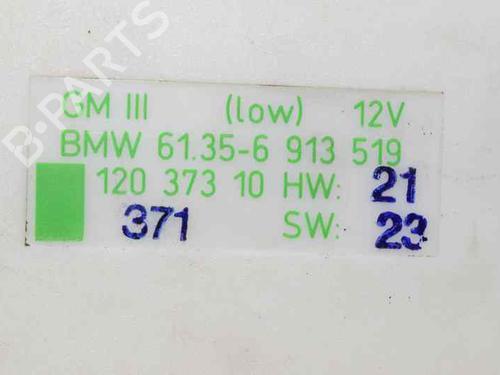 B-PARTS
GM III (low) 12V
BMW 61.35-6 913 519
120 373 10 HW: 21
371 SW: 23